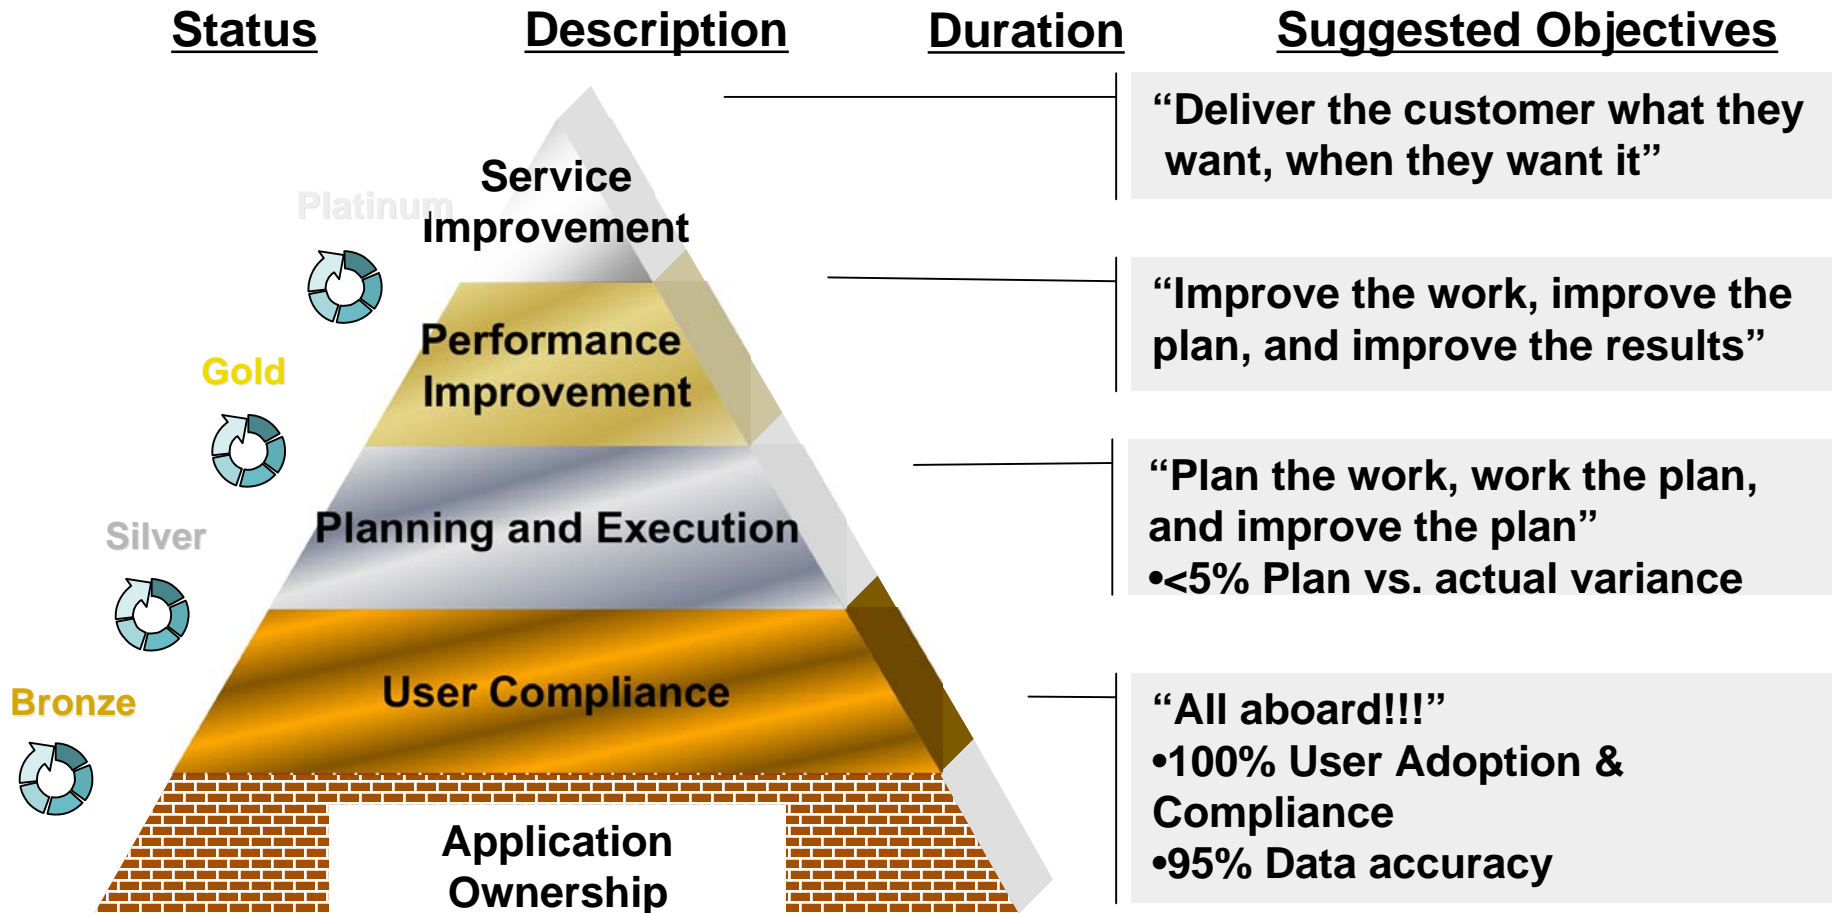 Status
Description
Duration
Suggested Objectives
Platinum
Service
Improvement
“Deliver the customer what they
want, when they want it”
Gold
Performance
Improvement
“Improve the work, improve the
plan, and improve the results”
Silver
Planning and Execution
“Plan the work, work the plan,
and improve the plan”
•<5% Plan vs. actual variance
Bronze
User Compliance
“All aboard!!!”
•100% User Adoption &
Compliance
•95% Data accuracy
Application
Ownership